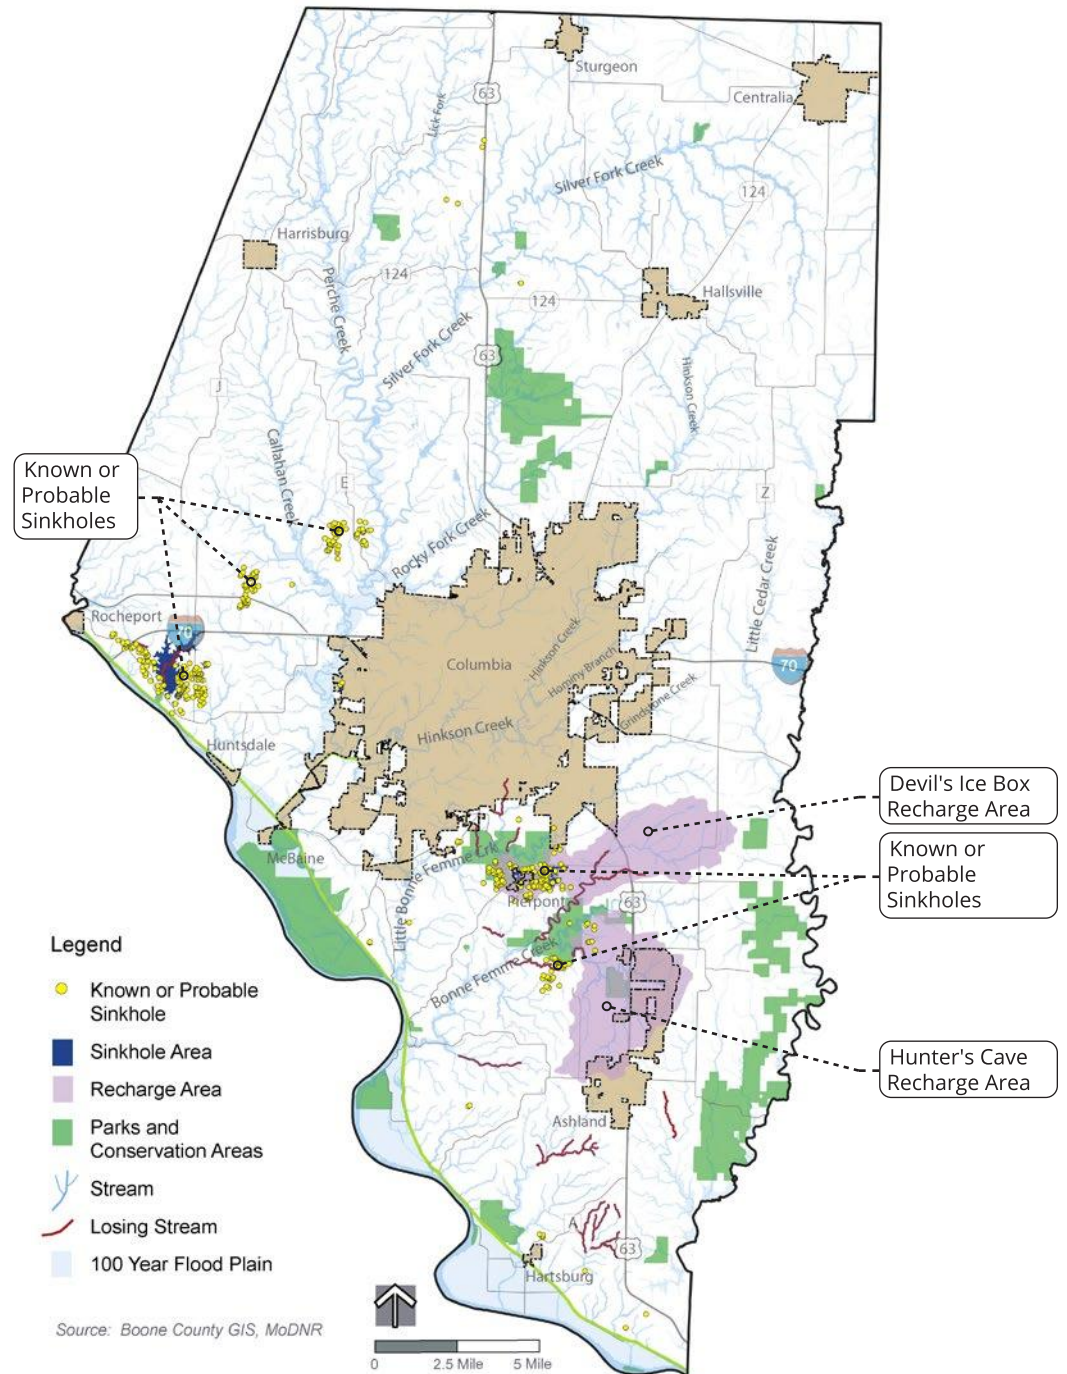 Sturgeon
63
Centralia
Lick Fork
Silver Fork Creek
124
Harrisburg
Perche Creek
124
Hallsville
124
Silver Fork Creek
63
Hinkson Creek
J
Callahan Creek
Known or
Probable
Sinkholes
E
Z
Rocky Fork Creek
Little Cedar Creek
Rocheport
70
Hinkson Creek
Columbia
Hominy Branch
70
Grindstone Creek
Hinkson Creek
Huntsdale
Devil's Ice Box
Recharge Area
McBaine
Little Bonne Femme Crk
Known or
Probable
Sinkholes
Pierpont
63
Bonne Femme Creek
Hunter's Cave
Recharge Area
Ashland
A
63
Hartsburg
Legend
Known or Probable
Sinkhole
Sinkhole Area
Recharge Area
Parks and
Conservation Areas
Stream
Losing Stream
100 Year Flood Plain
Source: Boone County GIS, MoDNR
0 2.5 Mile 5 Mile